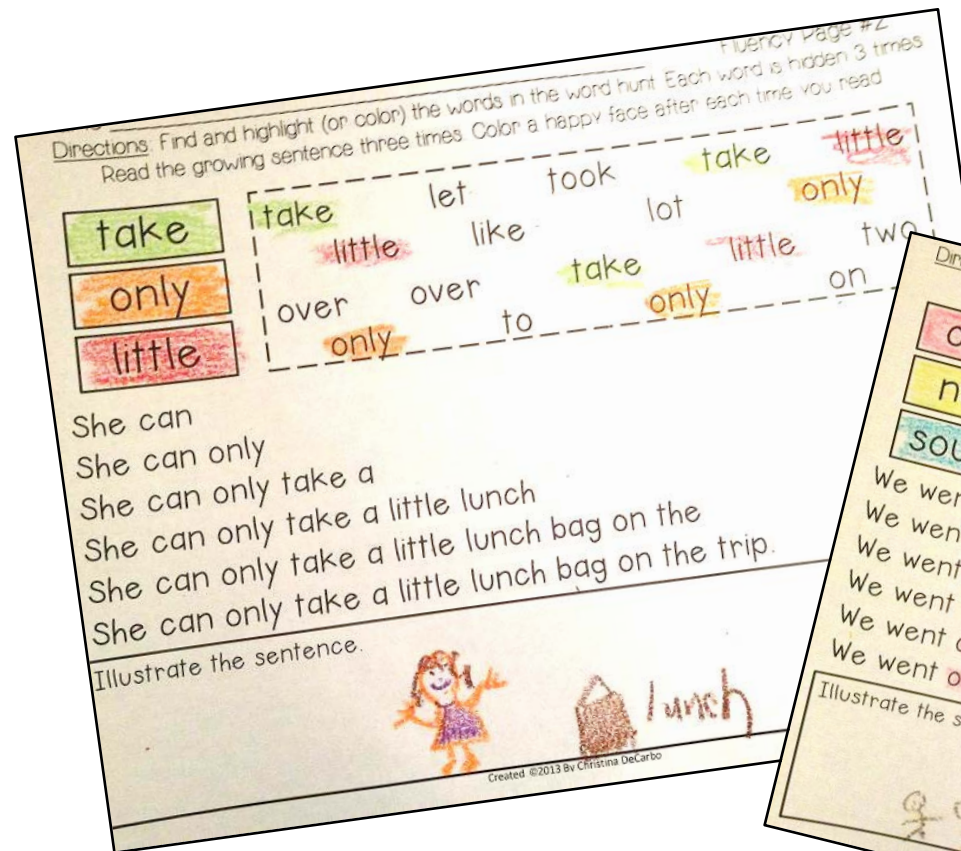 Fluency Page #2
Directions: Find and highlight (or color) the words in the word hunt. Each word is hidden 3 times
Read the growing sentence three times. Color a happy face after each time you read
take
only
little
take let took take little
little like lot only
over over take little two
only to only on
She can
She can only
She can only take a
She can only take a little lunch
She can only take a little lunch bag on the
She can only take a little lunch bag on the trip.
Illustrate the sentence.
lunch
Created ©2013 By Christina DeCarbo
We went
We went
We went
We went
We went
Illustrate the